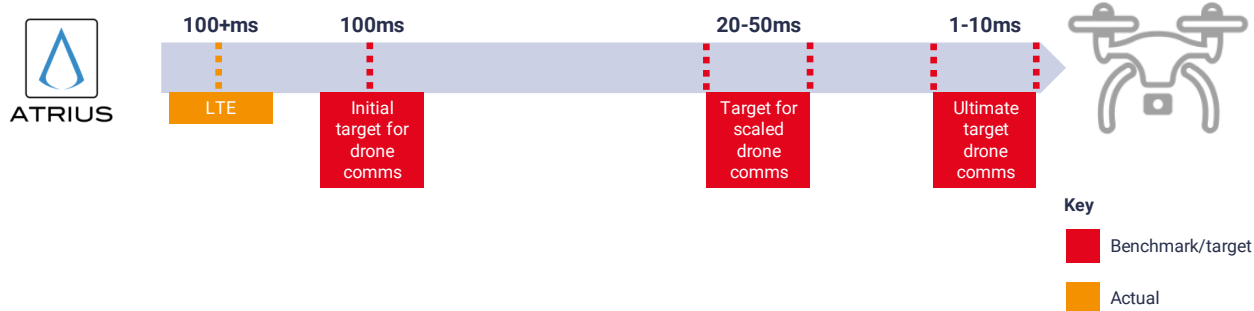 100+ms
100ms
20-50ms
1-10ms
ATRIUS
LTE
Initial
target for
drone
comms
Target for
scaled
drone
comms
Ultimate
target
drone
comms
Key
Benchmark/target
Actual